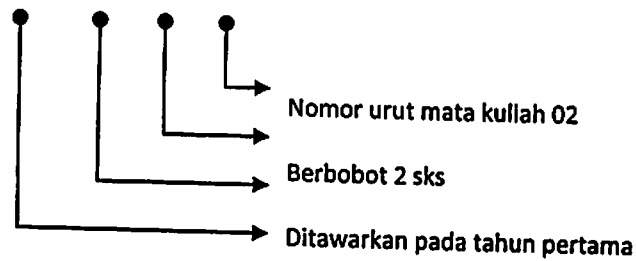 Nomor urut mata kuliah 02
Berbobot 2 sks
Ditawarkan pada tahun pertama